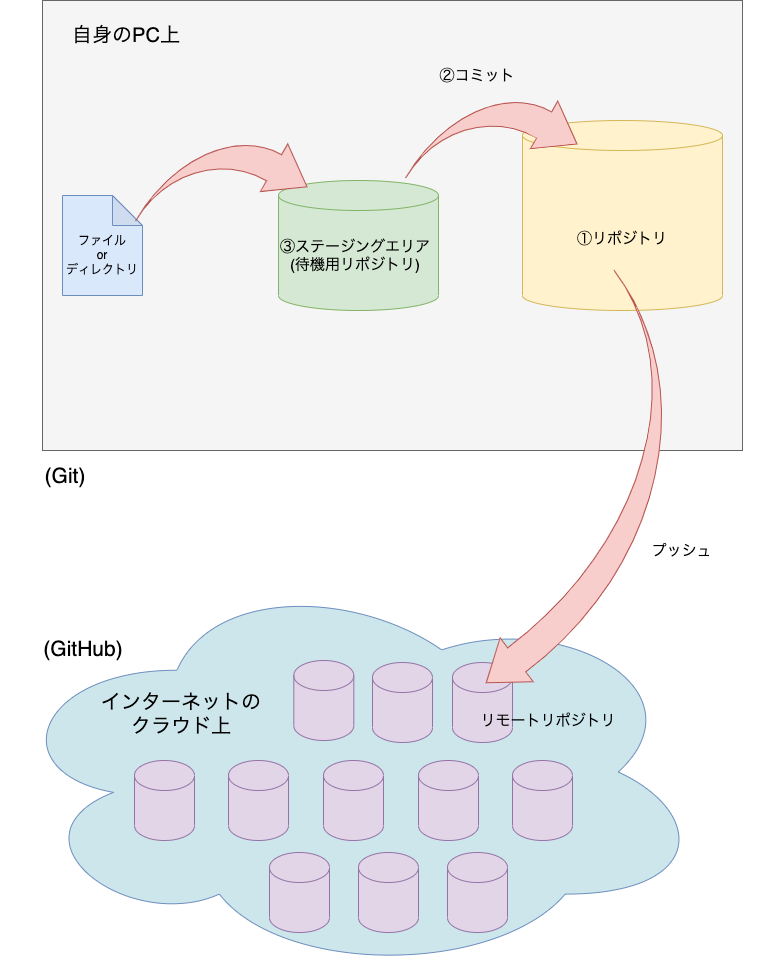 自身のPC上
②コミット
ファイル
or
ディレクトリ
③ステージングエリア
(待機用リポジトリ)
①リポジトリ
(Git)
プッシュ
(GitHub)
インターネットの
クラウド上
リモートリポジトリ